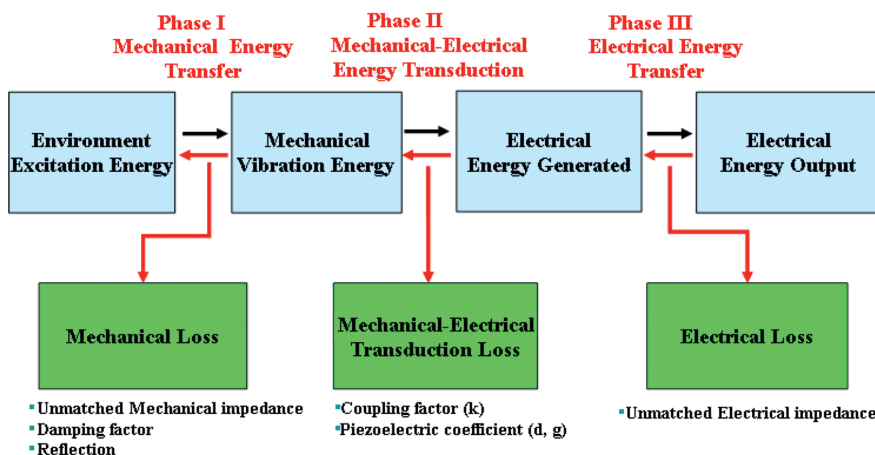 Phase I
Mechanical Energy
Transfer
Phase II
Mechanical-Electrical
Energy Transduction
Phase III
Electrical Energy
Transfer
Environment
Excitation Energy
Mechanical
Vibration Energy
Electrical
Energy Generated
Electrical
Energy Output
Mechanical Loss
Mechanical-Electrical
Transduction Loss
Electrical Loss
▪Unmatched Mechanical impedance
▪Damping factor
▪Reflection
▪Coupling factor (k)
▪Piezoelectric coefficient (d, g)
▪Unmatched Electrical impedance